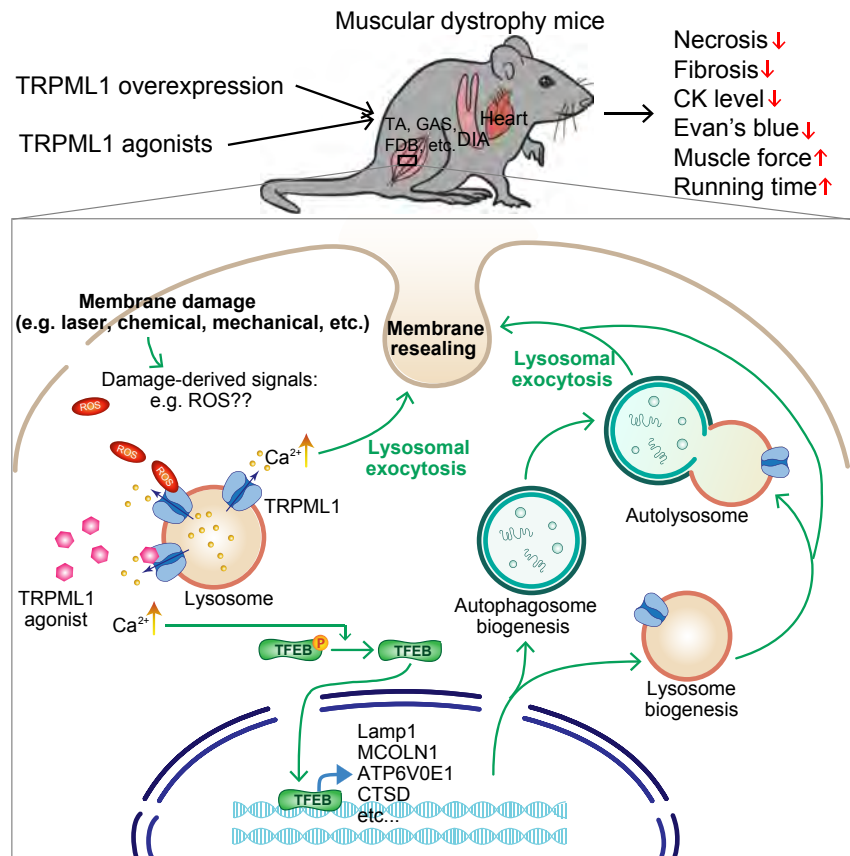 Muscular dystrophy mice
TRPML1 overexpression
TRPML1 agonists
TA, GAS,
FDB, etc.
DIA
Heart
Necrosis↓
Fibrosis↓
CK level↓
Evan's blue↓
Muscle force↑
Running time↑
Membrane damage
(e.g. laser, chemical, mechanical, etc.)
Damage-derived signals:
e.g. ROS??
ROS
ROS
ROS
Membrane
resealing
Lysosomal
exocytosis
Ca²⁺
Lysosomal
exocytosis
TRPML1
Autolysosome
Lysosome
TRPML1
agonist
Ca²⁺
Autophagosome
biogenesis
TFEB
P
TFEB
Lysosome
biogenesis
Lamp1
MCOLN1
ATP6V0E1
CTSD
etc...
TFEB